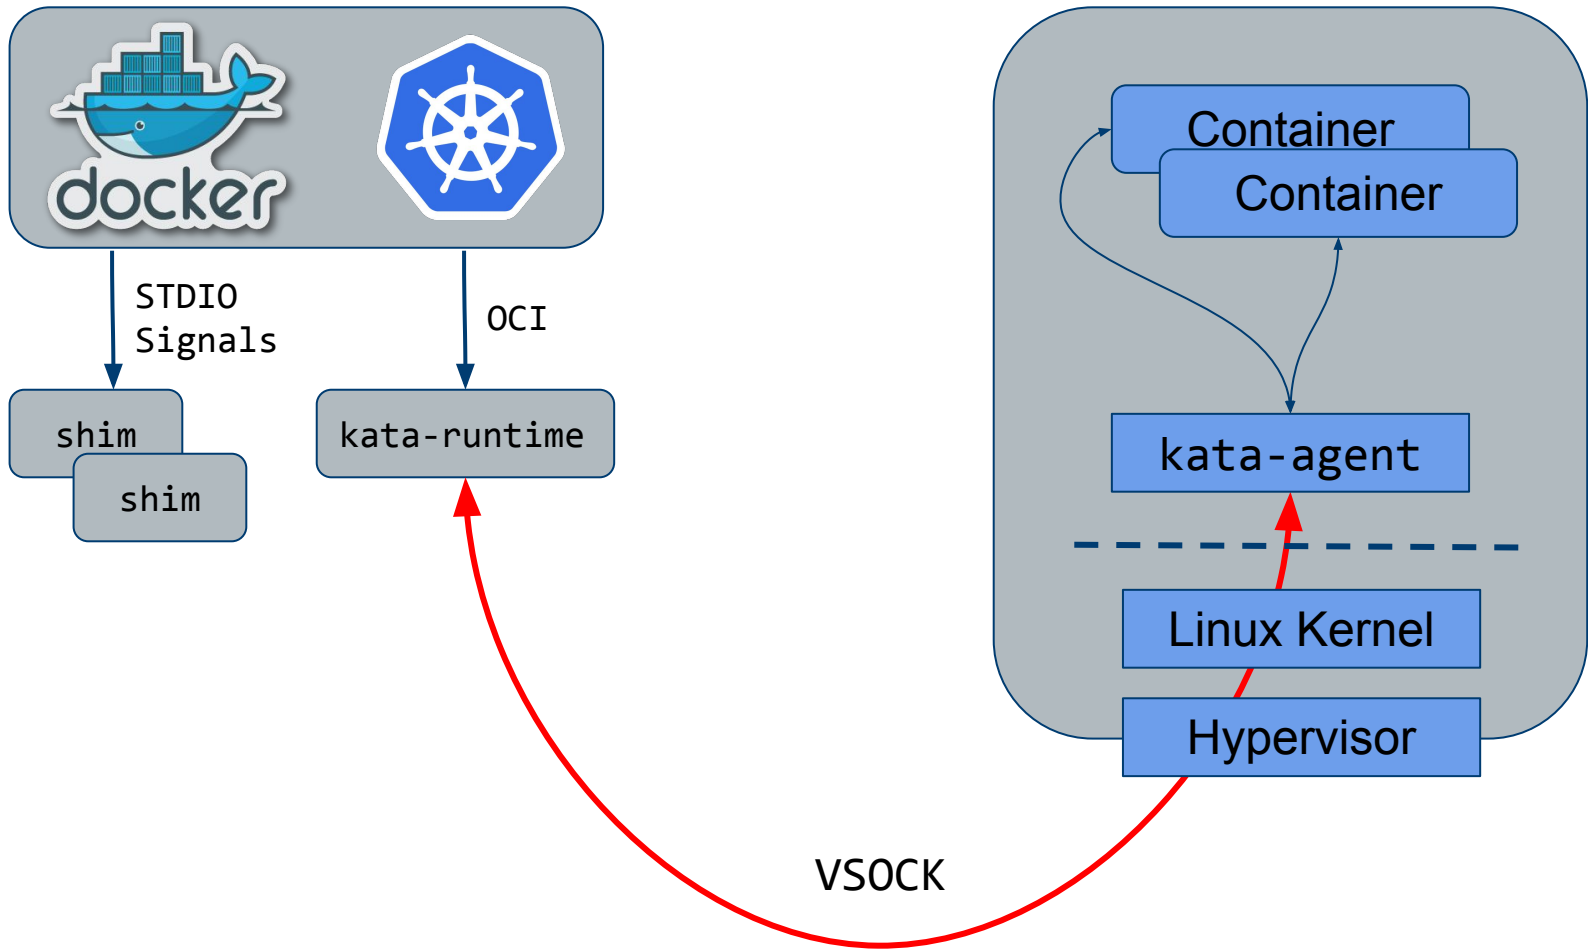 docker
STDIO
Signals
OCI
shim
shim
kata-runtime
Container
Container
kata-agent
Linux Kernel
Hypervisor
VSOCK